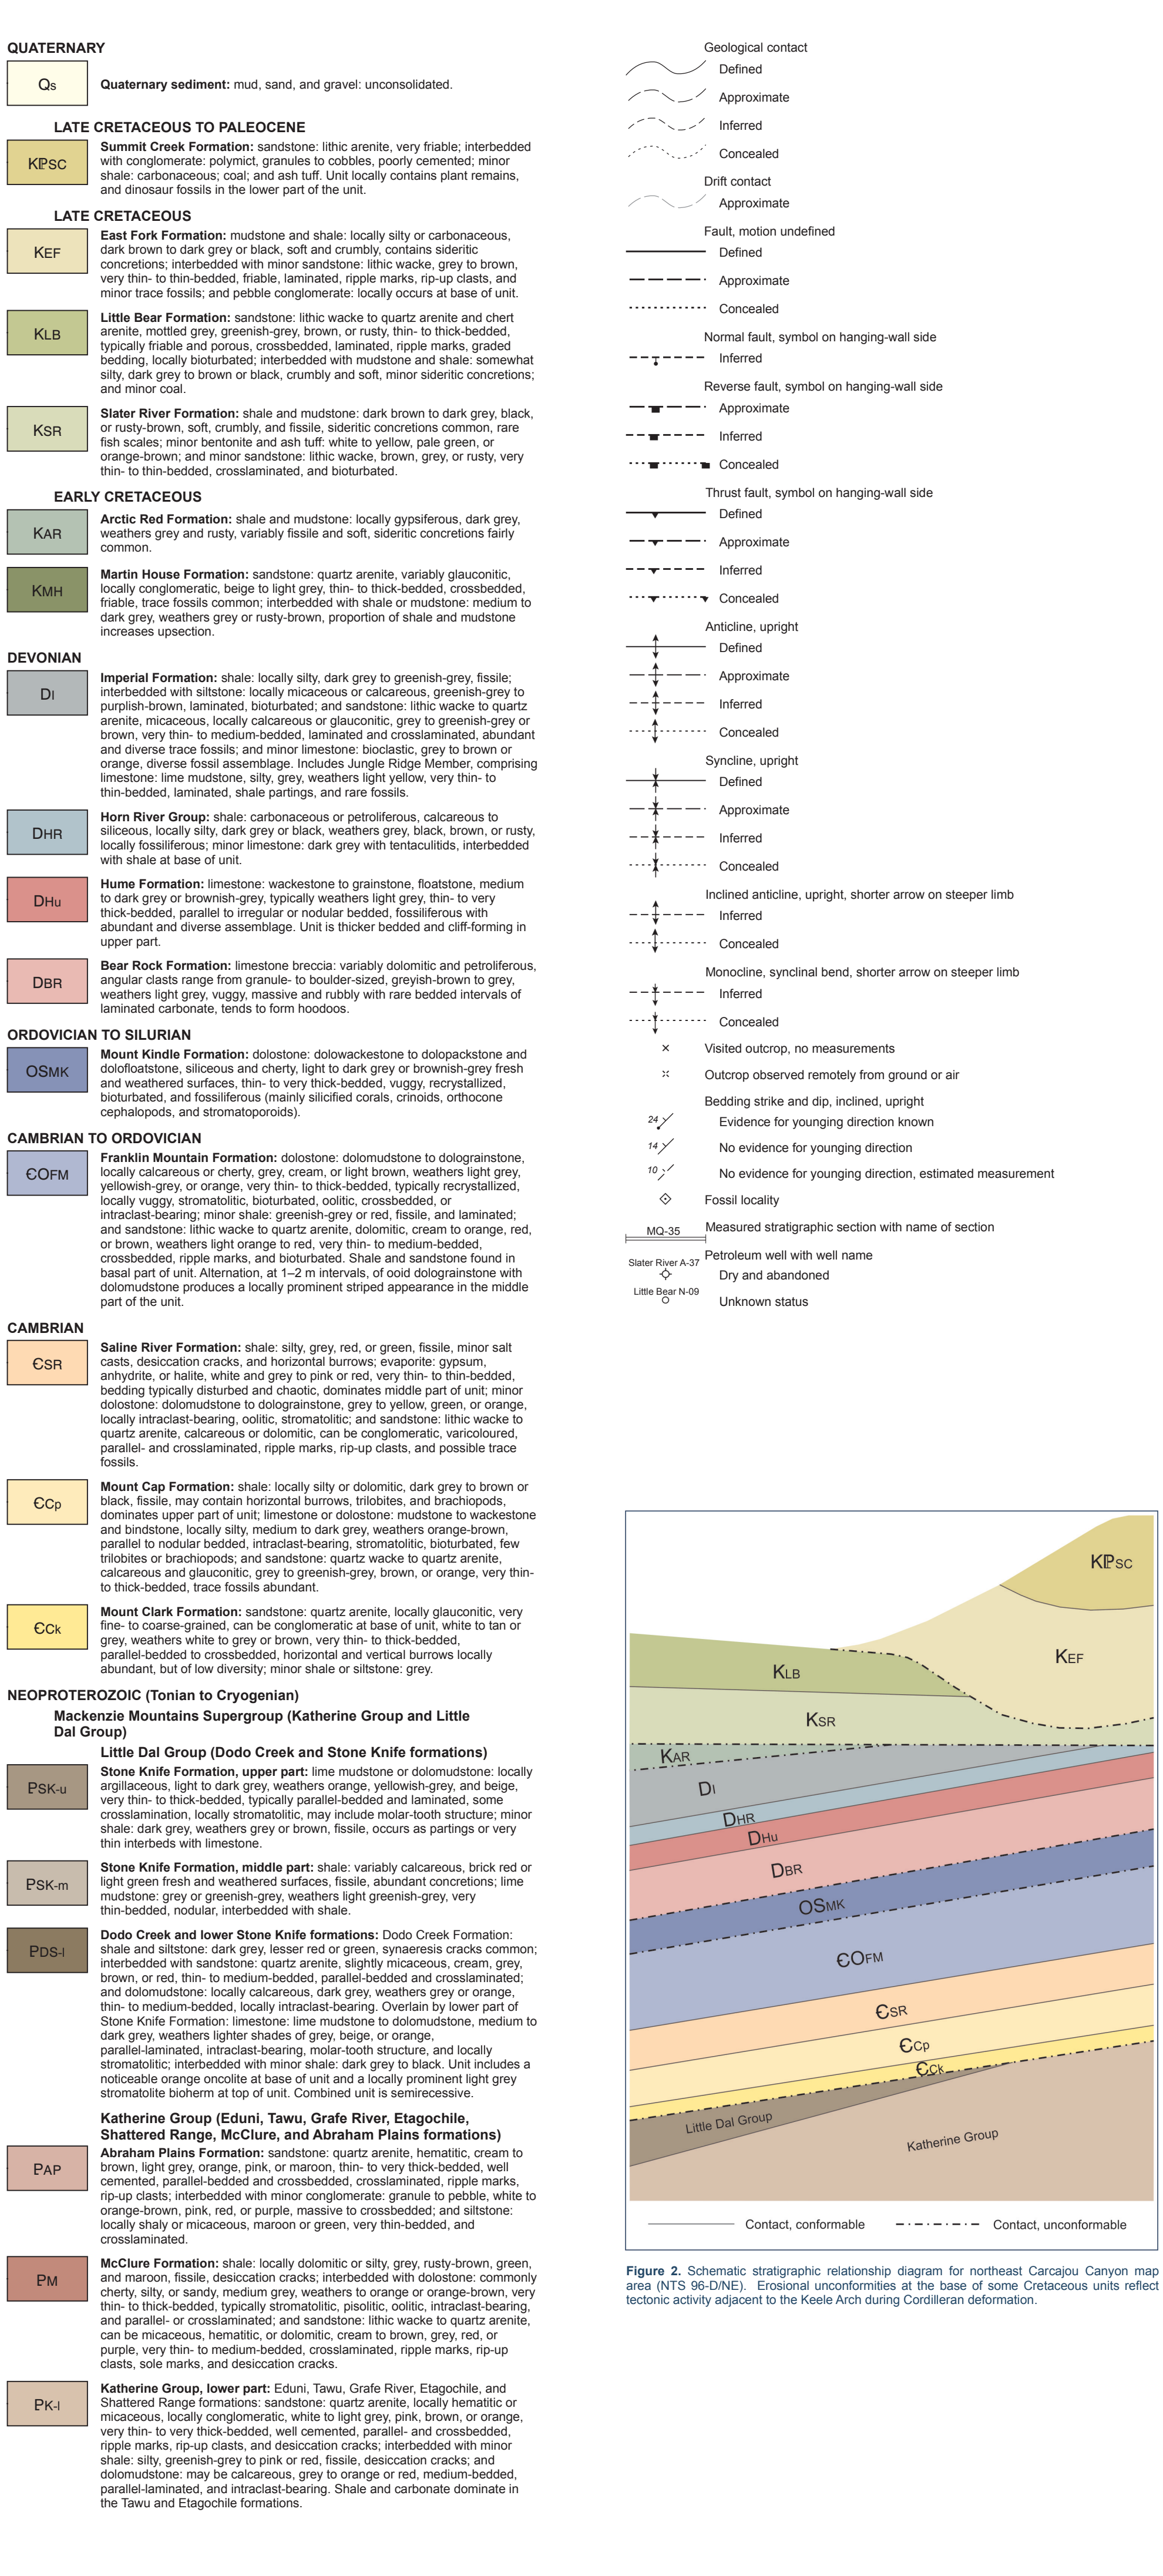 QUATERNARY
Qs
Quaternary sediment: mud, sand, and gravel: unconsolidated.
LATE CRETACEOUS TO PALEOCENE
KPSC
Summit Creek Formation: sandstone: lithic arenite, very friable; interbedded
with conglomerate: polymict, granules to cobbles, poorly cemented; minor
shale: carbonaceous; coal; and ash tuff. Unit locally contains plant remains,
and dinosaur fossils in the lower part of the unit.
LATE CRETACEOUS
KEF
East Fork Formation: mudstone and shale: locally silty or carbonaceous,
dark brown to dark grey or black, soft and crumbly, contains sideritic
concretions; interbedded with minor sandstone: lithic wacke, grey to brown,
very thin- to thin-bedded, friable, laminated, ripple marks, rip-up clasts, and
minor trace fossils; and pebble conglomerate: locally occurs at base of unit.
KLB
Little Bear Formation: sandstone: lithic wacke to quartz arenite and chert
arenite, mottled grey, greenish-grey, brown, or rusty, thin- to thick-bedded,
typically friable and porous, crossbedded, laminated, ripple marks, graded
bedding, locally bioturbated; interbedded with mudstone and shale: somewhat
silty, dark grey to brown or black, crumbly and soft, minor sideritic concretions;
and minor coal.
KSR
Slater River Formation: shale and mudstone: dark brown to dark grey, black,
or rusty-brown, soft, crumbly, and fissile, sideritic concretions common, rare
fish scales; minor bentonite and ash tuff: white to yellow, pale green, or
orange-brown; and minor sandstone: lithic wacke, brown, grey, or rusty, very
thin- to thin-bedded, crosslaminated, and bioturbated.
EARLY CRETACEOUS
KAR
Arctic Red Formation: shale and mudstone: locally gypsiferous, dark grey,
weathers grey and rusty, variably fissile and soft, sideritic concretions fairly
common.
KMH
Martin House Formation: sandstone: quartz arenite, variably glauconitic,
locally conglomeratic, beige to light grey, thin- to thick-bedded, crossbedded,
friable, trace fossils common; interbedded with shale or mudstone: medium to
dark grey, weathers grey or rusty-brown, proportion of shale and mudstone
increases upsection.
DEVONIAN
DI
Imperial Formation: shale: locally silty, dark grey to greenish-grey, fissile;
interbedded with siltstone: locally micaceous or calcareous, greenish-grey to
purplish-brown, laminated, bioturbated; and sandstone: lithic wacke to quartz
arenite, micaceous, locally calcareous or glauconitic, grey to greenish-grey or
brown, very thin- to medium-bedded, laminated and crosslaminated, abundant
and diverse trace fossils; and minor limestone: bioclastic, grey to brown or
orange, diverse fossil assemblage. Includes Jungle Ridge Member, comprising
limestone: lime mudstone, silty, grey, weathers light yellow, very thin- to
thin-bedded, laminated, shale partings, and rare fossils.
DHR
Horn River Group: shale: carbonaceous or petroliferous, calcareous to
siliceous, locally silty, dark grey or black, weathers grey, black, brown, or rusty,
locally fossiliferous; minor limestone: dark grey with tentaculitids, interbedded
with shale at base of unit.
DHu
Hume Formation: limestone: wackestone to grainstone, floatstone, medium
to dark grey or brownish-grey, typically weathers light grey, thin- to very
thick-bedded, parallel to irregular or nodular bedded, fossiliferous with
abundant and diverse assemblage. Unit is thicker bedded and cliff-forming in
upper part.
DBR
Bear Rock Formation: limestone breccia: variably dolomitic and petroliferous,
angular clasts range from granule- to boulder-sized, greyish-brown to grey,
weathers light grey, vuggy, massive and rubbly with rare bedded intervals of
laminated carbonate, tends to form hoodoos.
ORDOVICIAN TO SILURIAN
OSMK
Mount Kindle Formation: dolostone: dolowackestone to dolopackstone and
dolofloatstone, siliceous and cherty, light to dark grey or brownish-grey fresh
and weathered surfaces, thin- to very thick-bedded, vuggy, recrystallized,
bioturbated, and fossiliferous (mainly silicified corals, crinoids, orthocone
cephalopods, and stromatoporoids).
CAMBRIAN TO ORDOVICIAN
ЄOFM
Franklin Mountain Formation: dolostone: dolomudstone to dolograinstone,
locally calcareous or cherty, grey, cream, or light brown, weathers light grey,
yellowish-grey, or orange, very thin- to thick-bedded, typically recrystallized,
locally vuggy, stromatolitic, bioturbated, oolitic, crossbedded, or
intraclast-bearing; minor shale: greenish-grey or red, fissile, and laminated;
and sandstone: lithic wacke to quartz arenite, dolomitic, cream to orange, red,
or brown, weathers light orange to red, very thin- to medium-bedded,
crossbedded, ripple marks, and bioturbated. Shale and sandstone found in
basal part of unit. Alternation, at 1–2 m intervals, of ooid dolograinstone with
dolomudstone produces a locally prominent striped appearance in the middle
part of the unit.
CAMBRIAN
ЄSR
Saline River Formation: shale: silty, grey, red, or green, fissile, minor salt
casts, desiccation cracks, and horizontal burrows; evaporite: gypsum,
anhydrite, or halite, white and grey to pink or red, very thin- to thin-bedded,
bedding typically disturbed and chaotic, dominates middle part of unit; minor
dolostone: dolomudstone to dolograinstone, grey to yellow, green, or orange,
locally intraclast-bearing, oolitic, stromatolitic; and sandstone: lithic wacke to
quartz arenite, calcareous or dolomitic, can be conglomeratic, varicoloured,
parallel- and crosslaminated, ripple marks, rip-up clasts, and possible trace
fossils.
ЄCp
Mount Cap Formation: shale: locally silty or dolomitic, dark grey to brown or
black, fissile, may contain horizontal burrows, trilobites, and brachiopods,
dominates upper part of unit; limestone or dolostone: mudstone to wackestone
and bindstone, locally silty, medium to dark grey, weathers orange-brown,
parallel to nodular bedded, intraclast-bearing, stromatolitic, bioturbated, few
trilobites or brachiopods; and sandstone: quartz wacke to quartz arenite,
calcareous and glauconitic, grey to greenish-grey, brown, or orange, very thin-
to thick-bedded, trace fossils abundant.
ЄCk
Mount Clark Formation: sandstone: quartz arenite, locally glauconitic, very
fine- to coarse-grained, can be conglomeratic at base of unit, white to tan or
grey, weathers white to grey or brown, very thin- to thick-bedded,
parallel-bedded to crossbedded, horizontal and vertical burrows locally
abundant, but of low diversity; minor shale or siltstone: grey.
NEOPROTEROZOIC (Tonian to Cryogenian)
Mackenzie Mountains Supergroup (Katherine Group and Little
Dal Group)
Little Dal Group (Dodo Creek and Stone Knife formations)
PSK-u
Stone Knife Formation, upper part: lime mudstone or dolomudstone: locally
argillaceous, light to dark grey, weathers orange, yellowish-grey, and beige,
very thin- to thick-bedded, typically parallel-bedded and laminated, some
crosslamination, locally stromatolitic, may include molar-tooth structure; minor
shale: dark grey, weathers grey or brown, fissile, occurs as partings or very
thin interbeds with limestone.
PSK-m
Stone Knife Formation, middle part: shale: variably calcareous, brick red or
light green fresh and weathered surfaces, fissile, abundant concretions; lime
mudstone: grey or greenish-grey, weathers light greenish-grey, very
thin-bedded, nodular, interbedded with shale.
PDS-l
Dodo Creek and lower Stone Knife formations: Dodo Creek Formation:
shale and siltstone: dark grey, lesser red or green, synaeresis cracks common;
interbedded with sandstone: quartz arenite, slightly micaceous, cream, grey,
brown, or red, thin- to medium-bedded, parallel-bedded and crosslaminated;
and dolomudstone: locally calcareous, dark grey, weathers grey or orange,
thin- to medium-bedded, locally intraclast-bearing. Overlain by lower part of
Stone Knife Formation: limestone: lime mudstone to dolomudstone, medium to
dark grey, weathers lighter shades of grey, beige, or orange,
parallel-laminated, intraclast-bearing, molar-tooth structure, and locally
stromatolitic; interbedded with minor shale: dark grey to black. Unit includes a
noticeable orange oncolite at base of unit and a locally prominent light grey
stromatolite bioherm at top of unit. Combined unit is semirecessive.
Katherine Group (Eduni, Tawu, Grafe River, Etagochile,
Shattered Range, McClure, and Abraham Plains formations)
PAP
Abraham Plains Formation: sandstone: quartz arenite, hematitic, cream to
brown, light grey, orange, pink, or maroon, thin- to very thick-bedded, well
cemented, parallel-bedded and crossbedded, crosslaminated, ripple marks,
rip-up clasts; interbedded with minor conglomerate: granule to pebble, white to
orange-brown, pink, red, or purple, massive to crossbedded; and siltstone:
locally shaly or micaceous, maroon or green, very thin-bedded, and
crosslaminated.
PM
McClure Formation: shale: locally dolomitic or silty, grey, rusty-brown, green,
and maroon, fissile, desiccation cracks; interbedded with dolostone: commonly
cherty, silty, or sandy, medium grey, weathers to orange or orange-brown, very
thin- to thick-bedded, typically stromatolitic, pisolitic, oolitic, intraclast-bearing,
and parallel- or crosslaminated; and sandstone: lithic wacke to quartz arenite,
can be micaceous, hematitic, or dolomitic, cream to brown, grey, red, or
purple, very thin- to medium-bedded, crosslaminated, ripple marks, rip-up
clasts, sole marks, and desiccation cracks.
PK-l
Katherine Group, lower part: Eduni, Tawu, Grafe River, Etagochile, and
Shattered Range formations: sandstone: quartz arenite, locally hematitic or
micaceous, locally conglomeratic, white to light grey, pink, brown, or orange,
very thin- to very thick-bedded, well cemented, parallel- and crossbedded,
ripple marks, rip-up clasts, and desiccation cracks; interbedded with minor
shale: silty, greenish-grey to pink or red, fissile, desiccation cracks; and
dolomudstone: may be calcareous, grey to orange or red, medium-bedded,
parallel-laminated, and intraclast-bearing. Shale and carbonate dominate in
the Tawu and Etagochile formations.
Geological contact
Defined
Approximate
Inferred
Concealed
Drift contact
Approximate
Fault, motion undefined
Defined
Approximate
Concealed
Normal fault, symbol on hanging-wall side
Inferred
Reverse fault, symbol on hanging-wall side
Approximate
Inferred
Concealed
Thrust fault, symbol on hanging-wall side
Defined
Approximate
Inferred
Concealed
Anticline, upright
Defined
Approximate
Inferred
Concealed
Syncline, upright
Defined
Approximate
Inferred
Concealed
Inclined anticline, upright, shorter arrow on steeper limb
Inferred
Concealed
Monocline, synclinal bend, shorter arrow on steeper limb
Inferred
Concealed
Visited outcrop, no measurements
Outcrop observed remotely from ground or air
Bedding strike and dip, inclined, upright
24 Evidence for younging direction known
14 No evidence for younging direction
10 No evidence for younging direction, estimated measurement
Fossil locality
MQ-35 Measured stratigraphic section with name of section
Petroleum well with well name
Slater River A-37
Dry and abandoned
Little Bear N-09
Unknown status
KPSC
KEF
KLB
KSR
KAR
DI
DHR
DHu
DBR
OSMK
ЄOFM
ЄSR
ЄCp
ЄCk
Little Dal Group
Katherine Group
Contact, conformable
Contact, unconformable
Figure 2. Schematic stratigraphic relationship diagram for northeast Carcajou Canyon map
area (NTS 96-D/NE). Erosional unconformities at the base of some Cretaceous units reflect
tectonic activity adjacent to the Keele Arch during Cordilleran deformation.